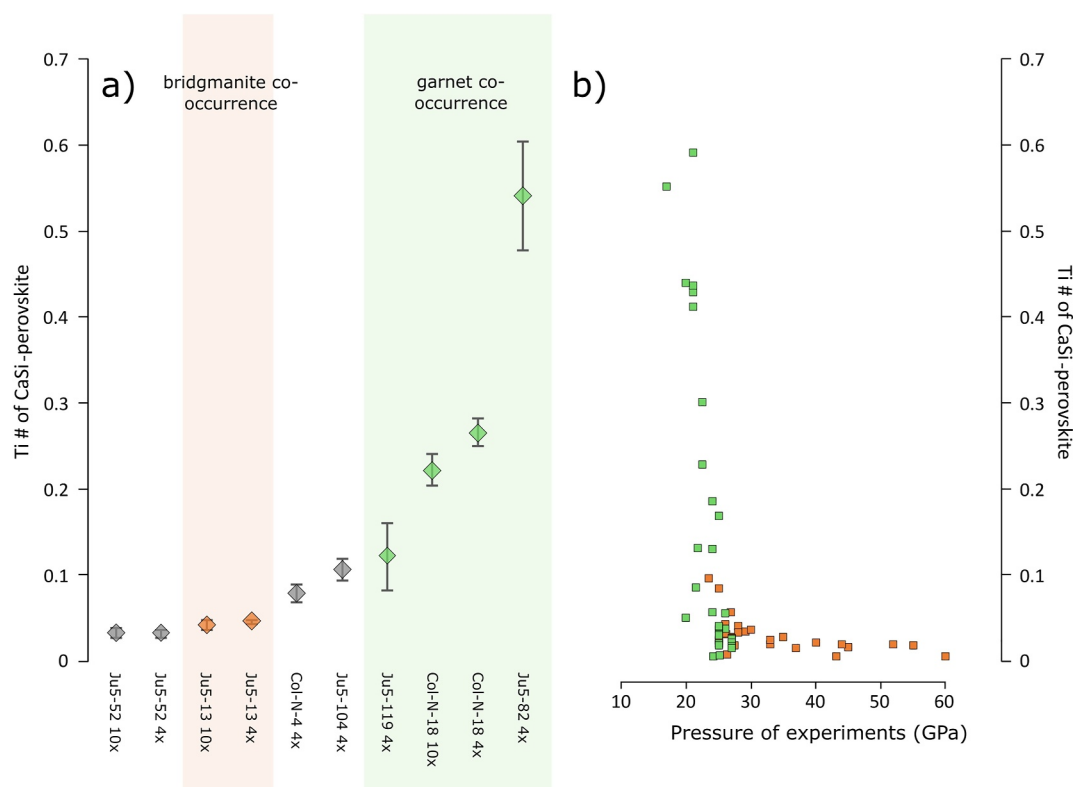 a)
bridgmanite co-
occurrence
garnet co-
occurrence
Ti # of CaSi-perovskite
0.7
0.6
0.5
0.4
0.3
0.2
0.1
0
Ju5-52 10x
Ju5-52 4x
Ju5-13 10x
Ju5-13 4x
Col-N-4 4x
Ju5-104 4x
Ju5-119 4x
Col-N-18 10x
Col-N-18 4x
Ju5-82 4x
b)
0.7
0.6
0.5
0.4
0.3
0.2
0.1
0
Ti # of CaSi-perovskite
10 20 30 40 50 60
Pressure of experiments (GPa)